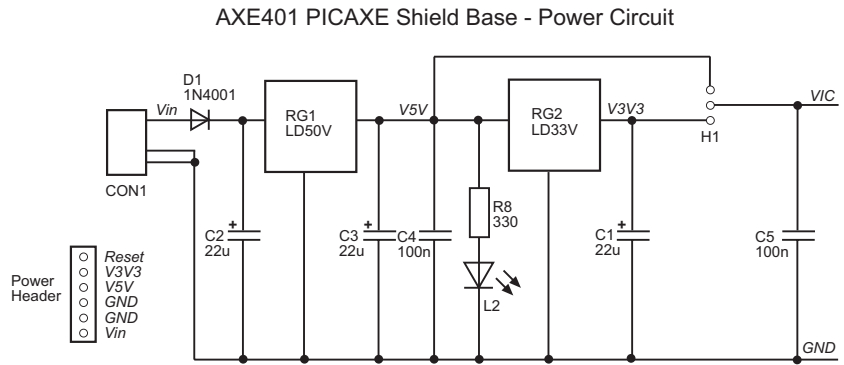 AXE401 PICAXE Shield Base - Power Circuit
D1
1N4001
Vin
RG1
LD50V
V5V
RG2
LD33V
V3V3
VIC
H1
CON1
R8
330
C2
22u
+
C3
22u
+
C4
100n
L2
C1
22u
+
C5
100n
Power
Header
Reset
V3V3
V5V
GND
GND
Vin
GND